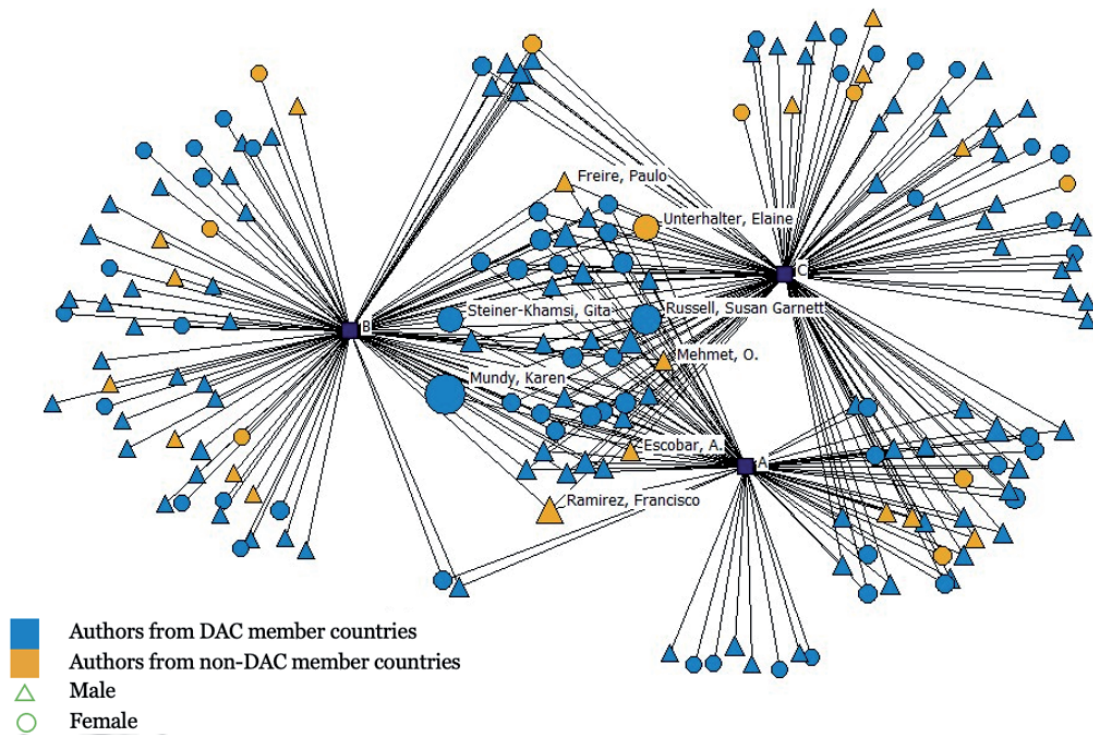 Freire, Paulo
Unterhalter, Elaine
C
Steiner-Khamsi, Gita
Russell, Susan Garnett
B
Mehmet, O.
Mundy, Karen
Escobar, A.
A
Ramirez, Francisco
Authors from DAC member countries
Authors from non-DAC member countries
Male
Female